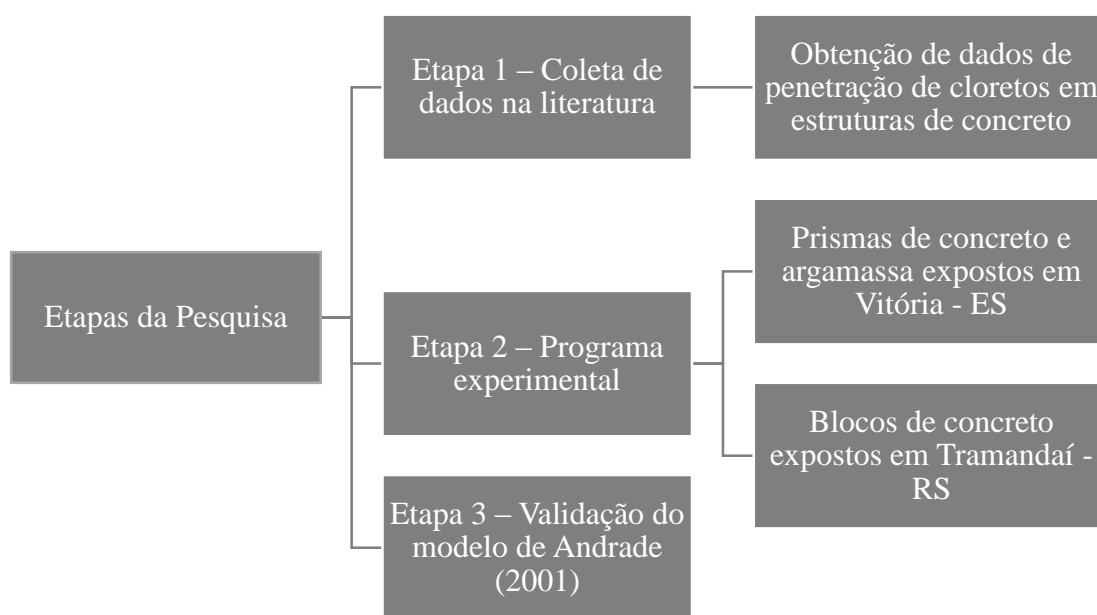 Etapas da Pesquisa
Etapa 1 – Coleta de
dados na literatura
Obtenção de dados de
penetração de cloretos em
estruturas de concreto
Etapa 2 – Programa
experimental
Prismas de concreto e
argamassa expostos em
Vitória - ES
Blocos de concreto
expostos em Tramandaí -
RS
Etapa 3 – Validação do
modelo de Andrade
(2001)